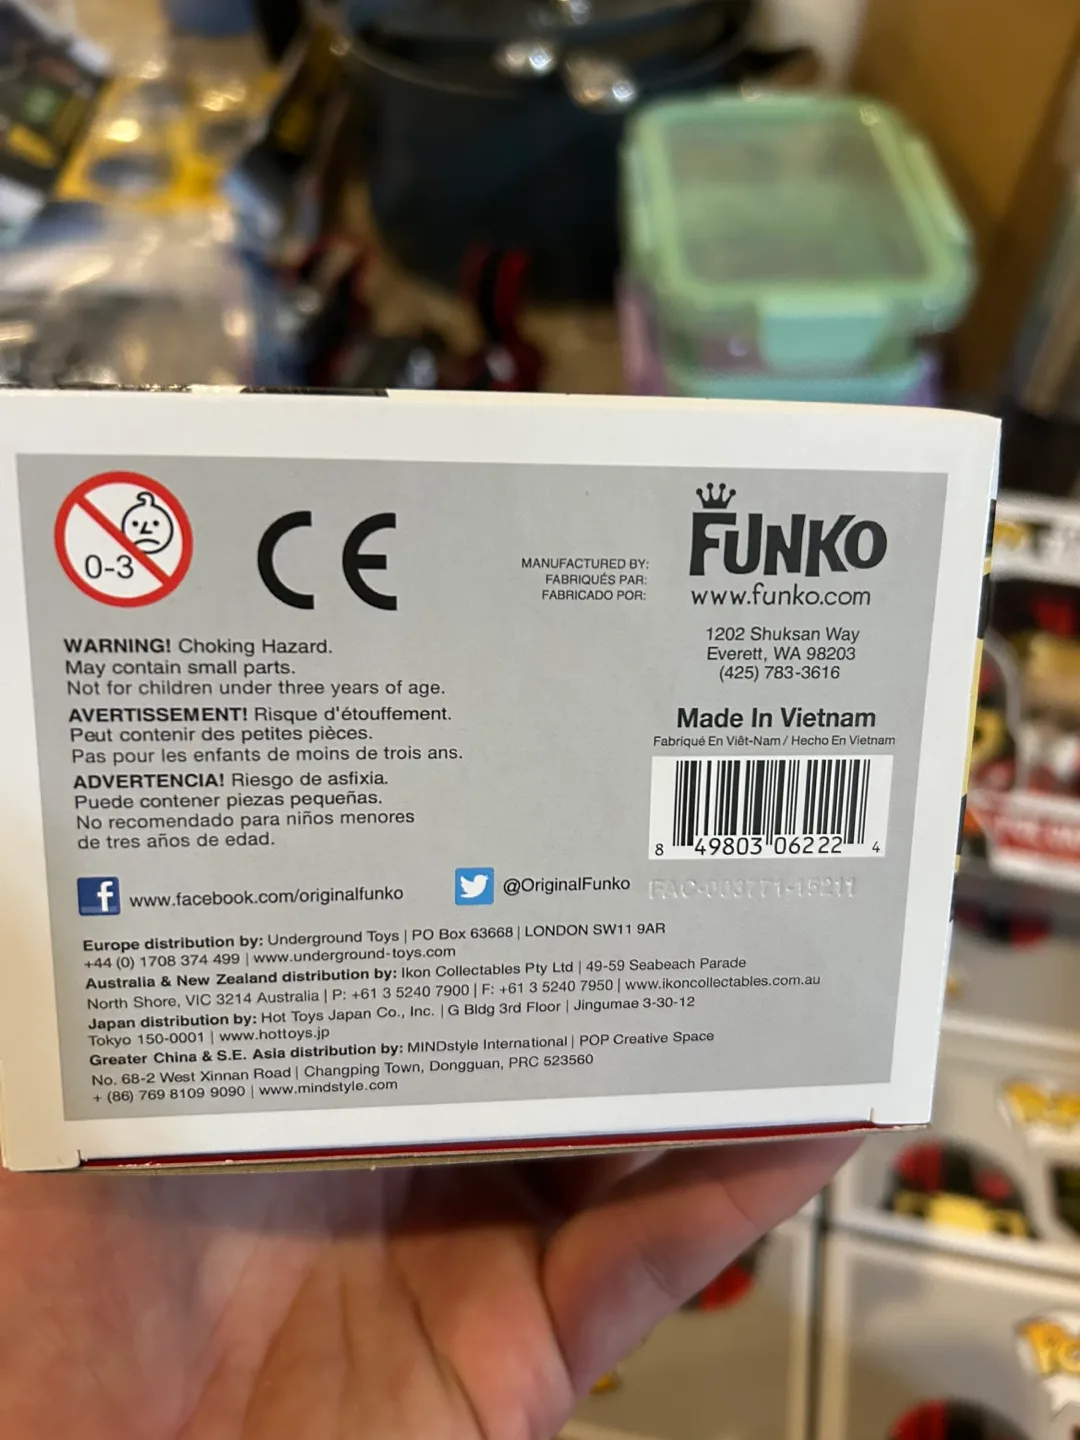 0-3
CE
MANUFACTURED BY:
FABRIQUÉS PAR:
FABRICADO POR:
FUNKO
www.funko.com
1202 Shuksan Way
Everett, WA 98203
(425) 783-3616
WARNING! Choking Hazard.
May contain small parts.
Not for children under three years of age.
AVERTISSEMENT! Risque d'étouffement.
Peut contenir des petites pièces.
Pas pour les enfants de moins de trois ans.
ADVERTENCIA! Riesgo de asfixia.
Puede contener piezas pequeñas.
No recomendado para niños menores
de tres años de edad.
Made In Vietnam
Fabriqué En Viêt-Nam / Hecho En Vietnam
8 49803 06222 4
www.facebook.com/originalfunko
@OriginalFunko
Europe distribution by: Underground Toys | PO Box 63668 | LONDON SW11 9AR
+44 (0) 1708 374 499 | www.underground-toys.com
Australia & New Zealand distribution by: Ikon Collectables Pty Ltd | 49-59 Seabeach Parade
North Shore, VIC 3214 Australia | P: +61 3 5240 7900 | F: +61 3 5240 7950 | www.ikoncollectables.com.au
Japan distribution by: Hot Toys Japan Co., Inc. | G Bldg 3rd Floor | Jingumae 3-30-12
Tokyo 150-0001 | www.hottoys.jp
Greater China & S.E. Asia distribution by: MINDstyle International | POP Creative Space
No. 68-2 West Xinnan Road | Changping Town, Dongguan, PRC 523560
+ (86) 769 8109 9090 | www.mindstyle.com